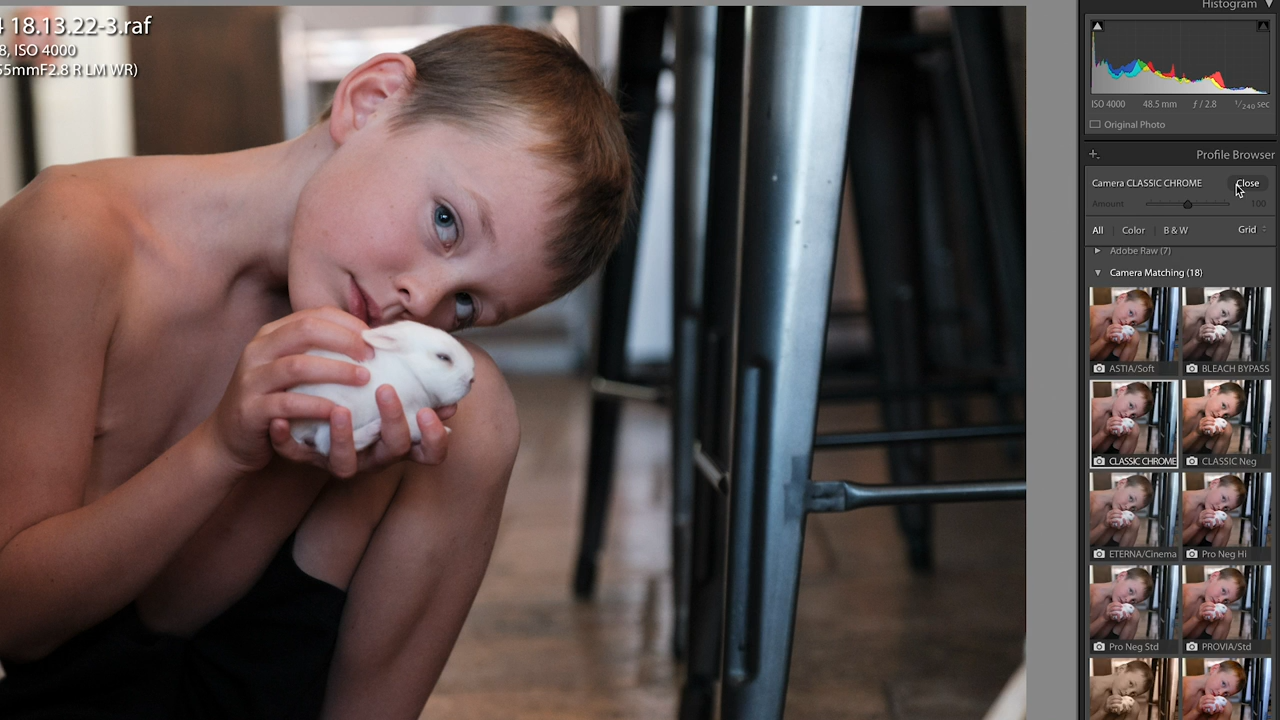 4 18.13.22-3.raf
8, ISO 4000
55mmF2.8 R LM WR)
Histogram
ISO 4000 48.5 mm ƒ / 2.8 1/240 sec
Original Photo
Profile Browser
Camera CLASSIC CHROME Close
Amount 100
All Color B & W Grid
Adobe Raw (7)
Camera Matching (18)
ASTIA/Soft BLEACH BYPASS
CLASSIC CHROME CLASSIC Neg
ETERNA/Cinema Pro Neg Hi
Pro Neg Std PROVIA/Std